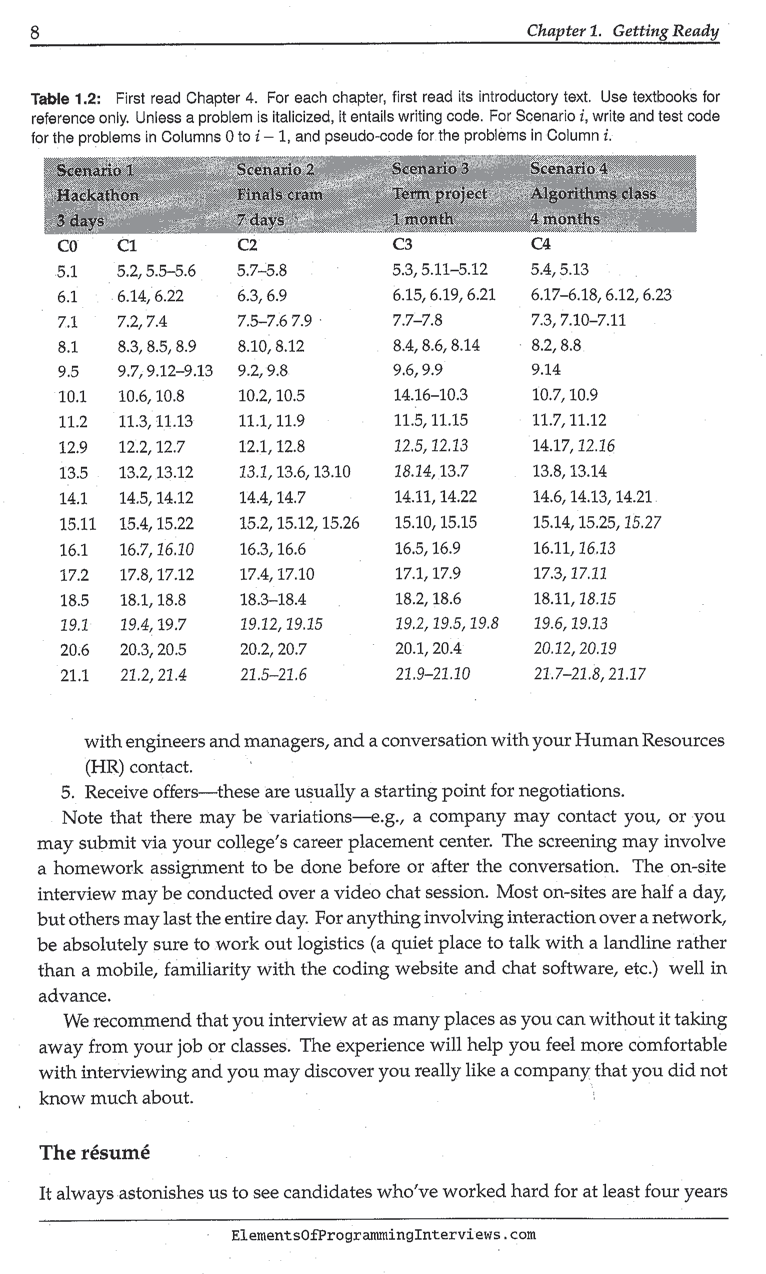 8 Chapter 1. Getting Ready
Table 1.2: First read Chapter 4. For each chapter, first read its introductory text. Use textbooks for
reference only. Unless a problem is italicized, it entails writing code. For Scenario i, write and test code
for the problems in Columns 0 to i − 1, and pseudo-code for the problems in Column i.
Scenario 1 Scenario 2 Scenario 3 Scenario 4
Hackathon Finals cram Term project Algorithms class
3 days 7 days 1 month 4 months
C0 C1 C2 C3 C4
5.1 5.2, 5.5–5.6 5.7–5.8 5.3, 5.11–5.12 5.4, 5.13
6.1 6.14, 6.22 6.3, 6.9 6.15, 6.19, 6.21 6.17–6.18, 6.12, 6.23
7.1 7.2, 7.4 7.5–7.6 7.9 7.7–7.8 7.3, 7.10–7.11
8.1 8.3, 8.5, 8.9 8.10, 8.12 8.4, 8.6, 8.14 8.2, 8.8
9.5 9.7, 9.12–9.13 9.2, 9.8 9.6, 9.9 9.14
10.1 10.6, 10.8 10.2, 10.5 14.16–10.3 10.7, 10.9
11.2 11.3, 11.13 11.1, 11.9 11.5, 11.15 11.7, 11.12
12.9 12.2, 12.7 12.1, 12.8 12.5, 12.13 14.17, 12.16
13.5 13.2, 13.12 13.1, 13.6, 13.10 18.14, 13.7 13.8, 13.14
14.1 14.5, 14.12 14.4, 14.7 14.11, 14.22 14.6, 14.13, 14.21
15.11 15.4, 15.22 15.2, 15.12, 15.26 15.10, 15.15 15.14, 15.25, 15.27
16.1 16.7, 16.10 16.3, 16.6 16.5, 16.9 16.11, 16.13
17.2 17.8, 17.12 17.4, 17.10 17.1, 17.9 17.3, 17.11
18.5 18.1, 18.8 18.3–18.4 18.2, 18.6 18.11, 18.15
19.1 19.4, 19.7 19.12, 19.15 19.2, 19.5, 19.8 19.6, 19.13
20.6 20.3, 20.5 20.2, 20.7 20.1, 20.4 20.12, 20.19
21.1 21.2, 21.4 21.5–21.6 21.9–21.10 21.7–21.8, 21.17
with engineers and managers, and a conversation with your Human Resources
(HR) contact.
5. Receive offers—these are usually a starting point for negotiations.
Note that there may be variations—e.g., a company may contact you, or you
may submit via your college's career placement center. The screening may involve
a homework assignment to be done before or after the conversation. The on-site
interview may be conducted over a video chat session. Most on-sites are half a day,
but others may last the entire day. For anything involving interaction over a network,
be absolutely sure to work out logistics (a quiet place to talk with a landline rather
than a mobile, familiarity with the coding website and chat software, etc.) well in
advance.
We recommend that you interview at as many places as you can without it taking
away from your job or classes. The experience will help you feel more comfortable
with interviewing and you may discover you really like a company that you did not
know much about.
The résumé
It always astonishes us to see candidates who've worked hard for at least four years
ElementsOfProgrammingInterviews.com